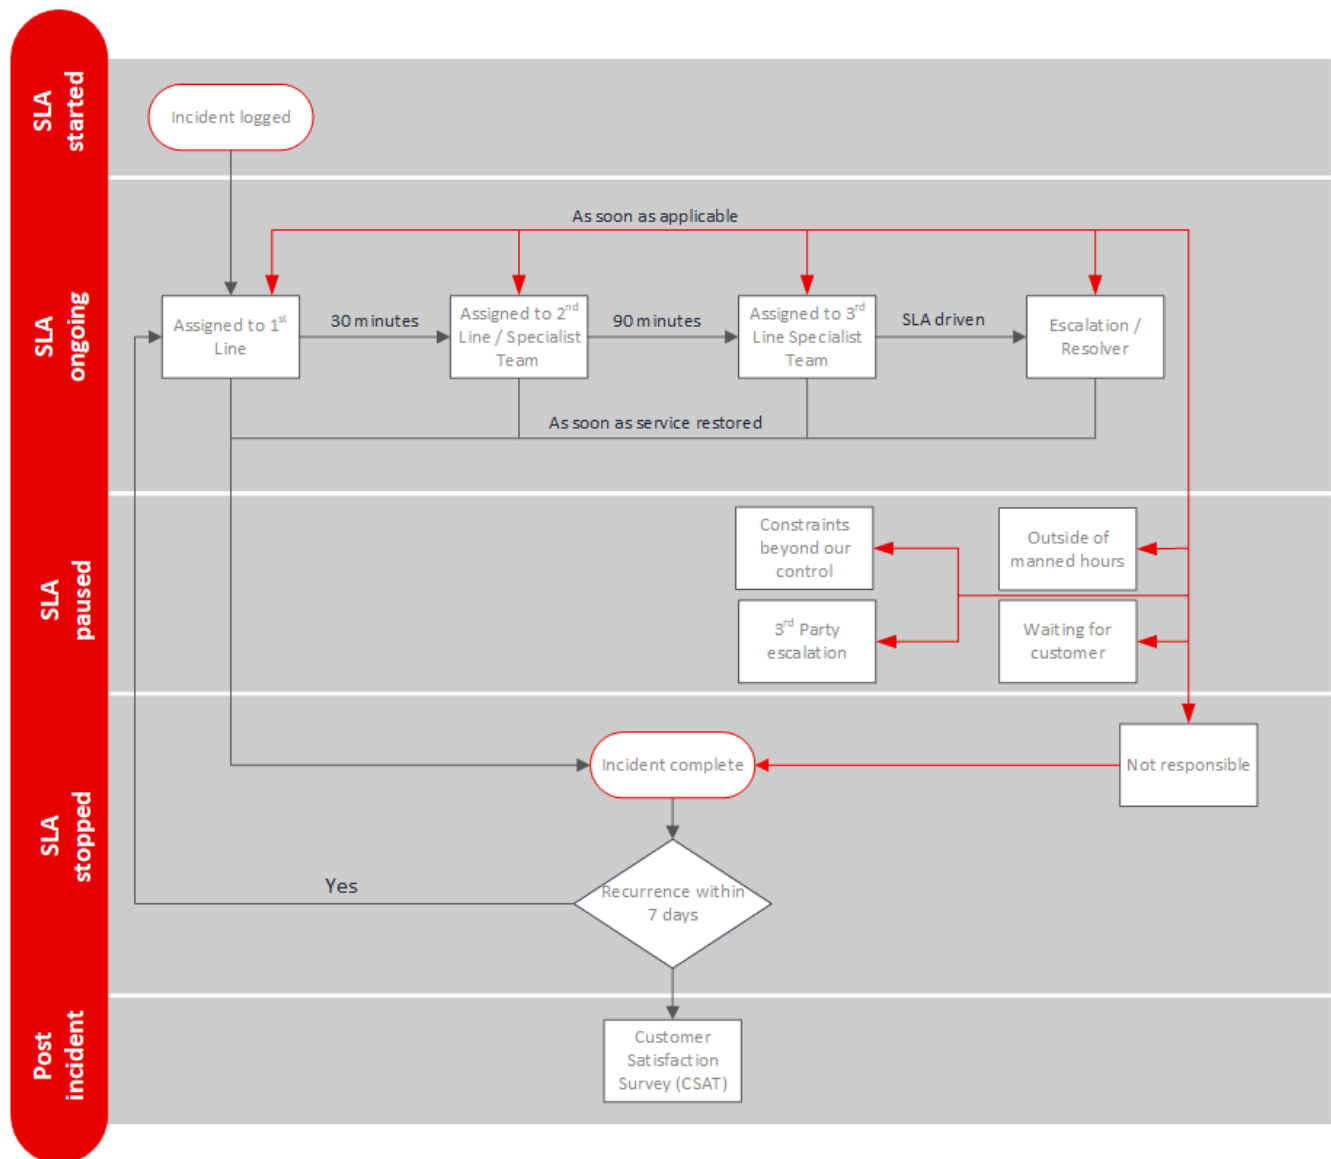 SLA
started
Incident logged
SLA
ongoing
As soon as applicable
Assigned to 1st
Line
30 minutes
Assigned to 2nd
Line / Specialist
Team
90 minutes
Assigned to 3rd
Line Specialist
Team
SLA driven
Escalation /
Resolver
As soon as service restored
SLA
paused
Constraints
beyond our
control
Outside of
manned hours
3rd Party
escalation
Waiting for
customer
SLA
stopped
Incident complete
Not responsible
Yes
Recurrence within
7 days
Post
incident
Customer
Satisfaction
Survey (CSAT)